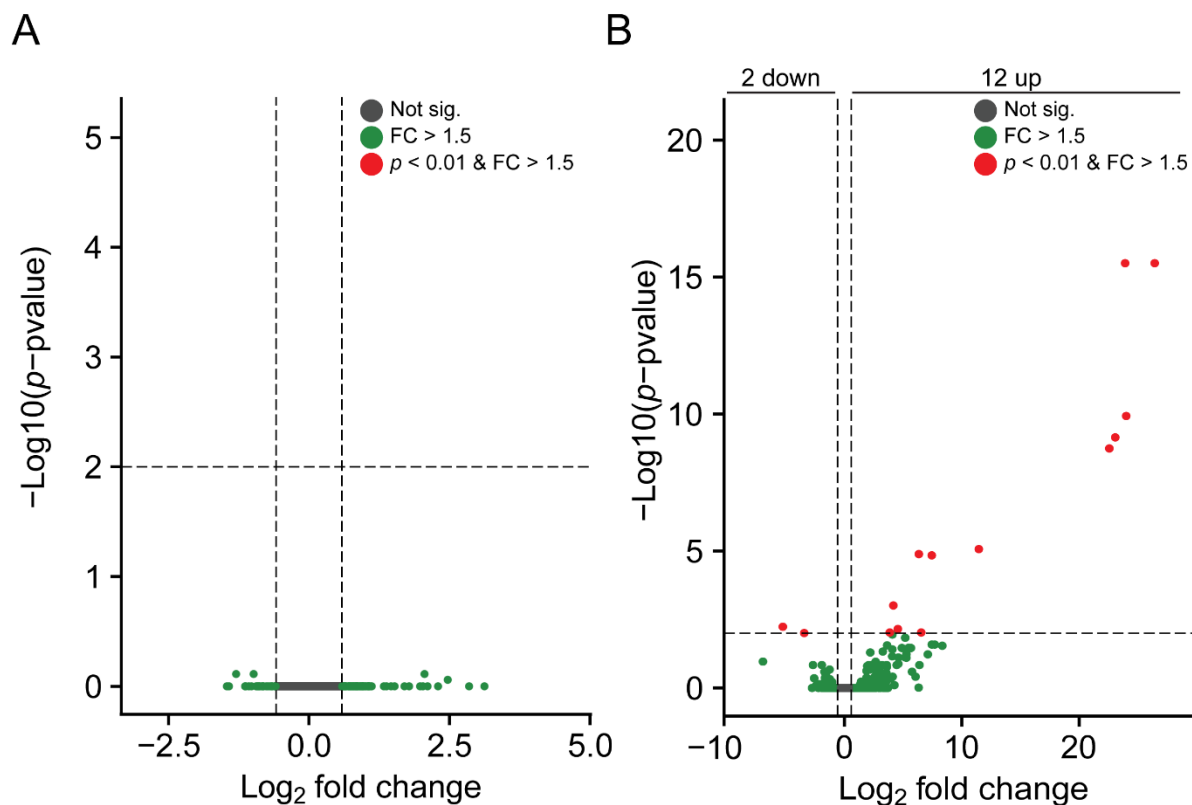 A
Not sig.
FC > 1.5
p < 0.01 & FC > 1.5
5
4
3
2
1
0
−Log10(p−pvalue)
−2.5 0.0 2.5 5.0
Log2 fold change
B
2 down 12 up
Not sig.
FC > 1.5
p < 0.01 & FC > 1.5
20
15
10
5
0
−Log10(p−pvalue)
−10 0 10 20
Log2 fold change